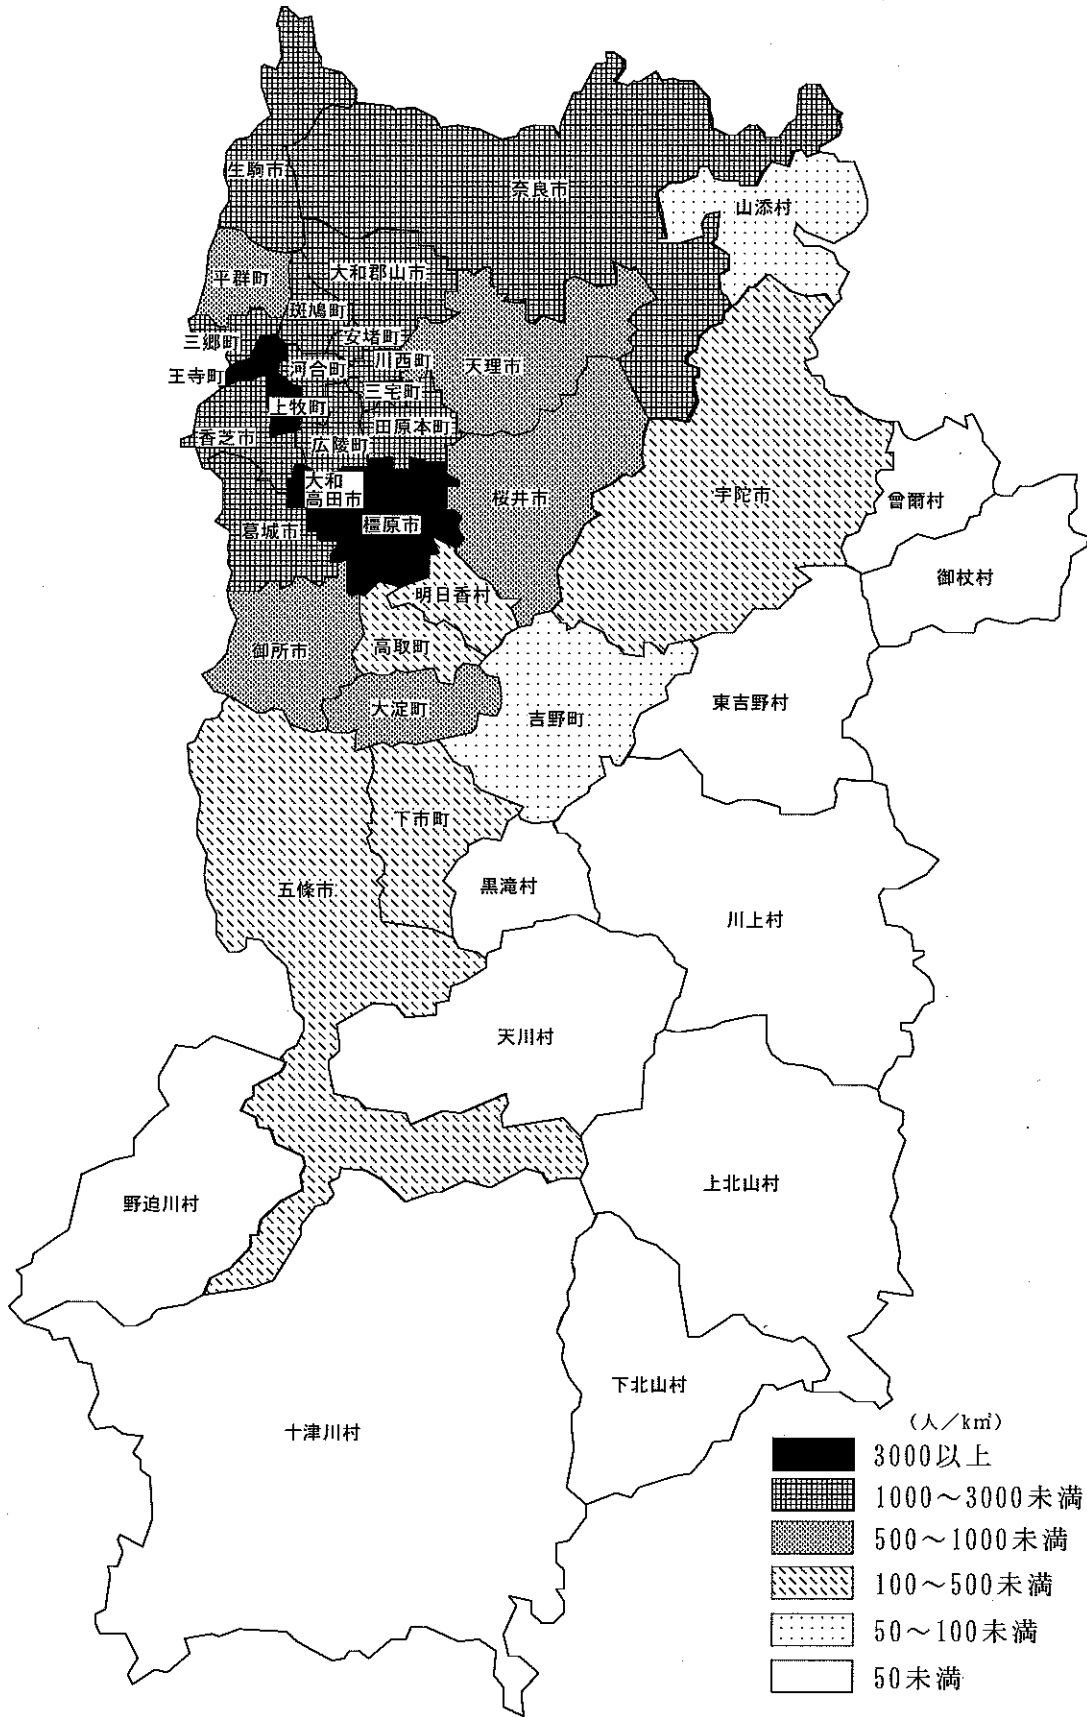 生駒市
奈良市
山添村
平群町
大和郡山市
斑鳩町
三郷町
安堵町
川西町
天理市
王寺町
河合町
三宅町
上牧町
田原本町
香芝市
広陵町
大和
高田市
桜井市
宇陀市
曾爾村
葛城市
橿原市
御杖村
明日香村
御所市
高取町
東吉野村
大淀町
吉野町
下市町
五條市
黒滝村
川上村
天川村
野迫川村
上北山村
下北山村
十津川村
(人/km²)
3000以上
1000~3000未満
500~1000未満
100~500未満
50~100未満
50未満